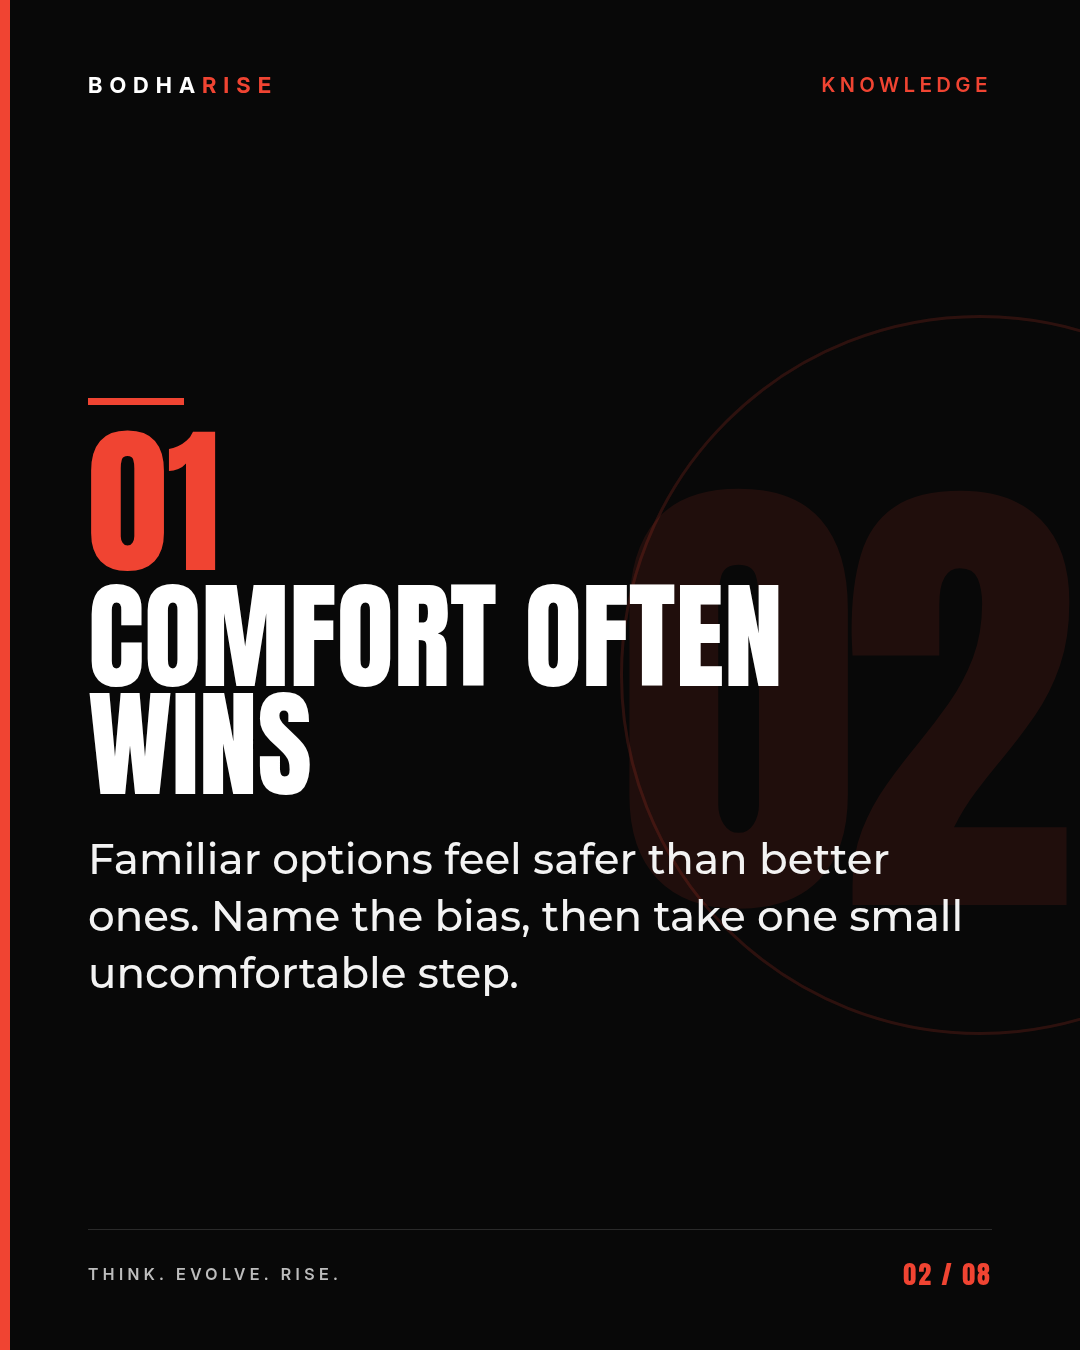 BODHARISE
KNOWLEDGE
01
02
COMFORT OFTEN
WINS
Familiar options feel safer than better
ones. Name the bias, then take one small
uncomfortable step.
THINK. EVOLVE. RISE.
02 / 08